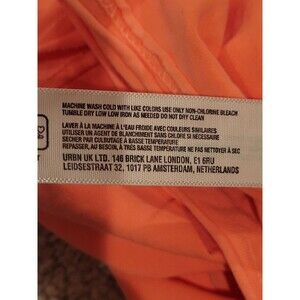 MACHINE WASH COLD WITH LIKE COLORS USE ONLY NON-CHLORINE BLEACH
TUMBLE DRY LOW LOW IRON AS NEEDED DO NOT DRY CLEAN
LAVER À LA MACHINE À L'EAU FROIDE AVEC COULEURS SIMILAIRES
UTILISER UN AGENT DE BLANCHIMENT SANS CHLORE SI NÉCESSAIRE
SÉCHER PAR CULBUTAGE À BASSE TEMPÉRATURE
REPASSER, AU BESOIN, À TRÈS BASSE TEMPÉRATURE NE PAS NETTOYER À SEC
URBN UK LTD. 146 BRICK LANE LONDON, E1 6RU
LEIDSESTRAAT 32, 1017 PB AMSTERDAM, NETHERLANDS